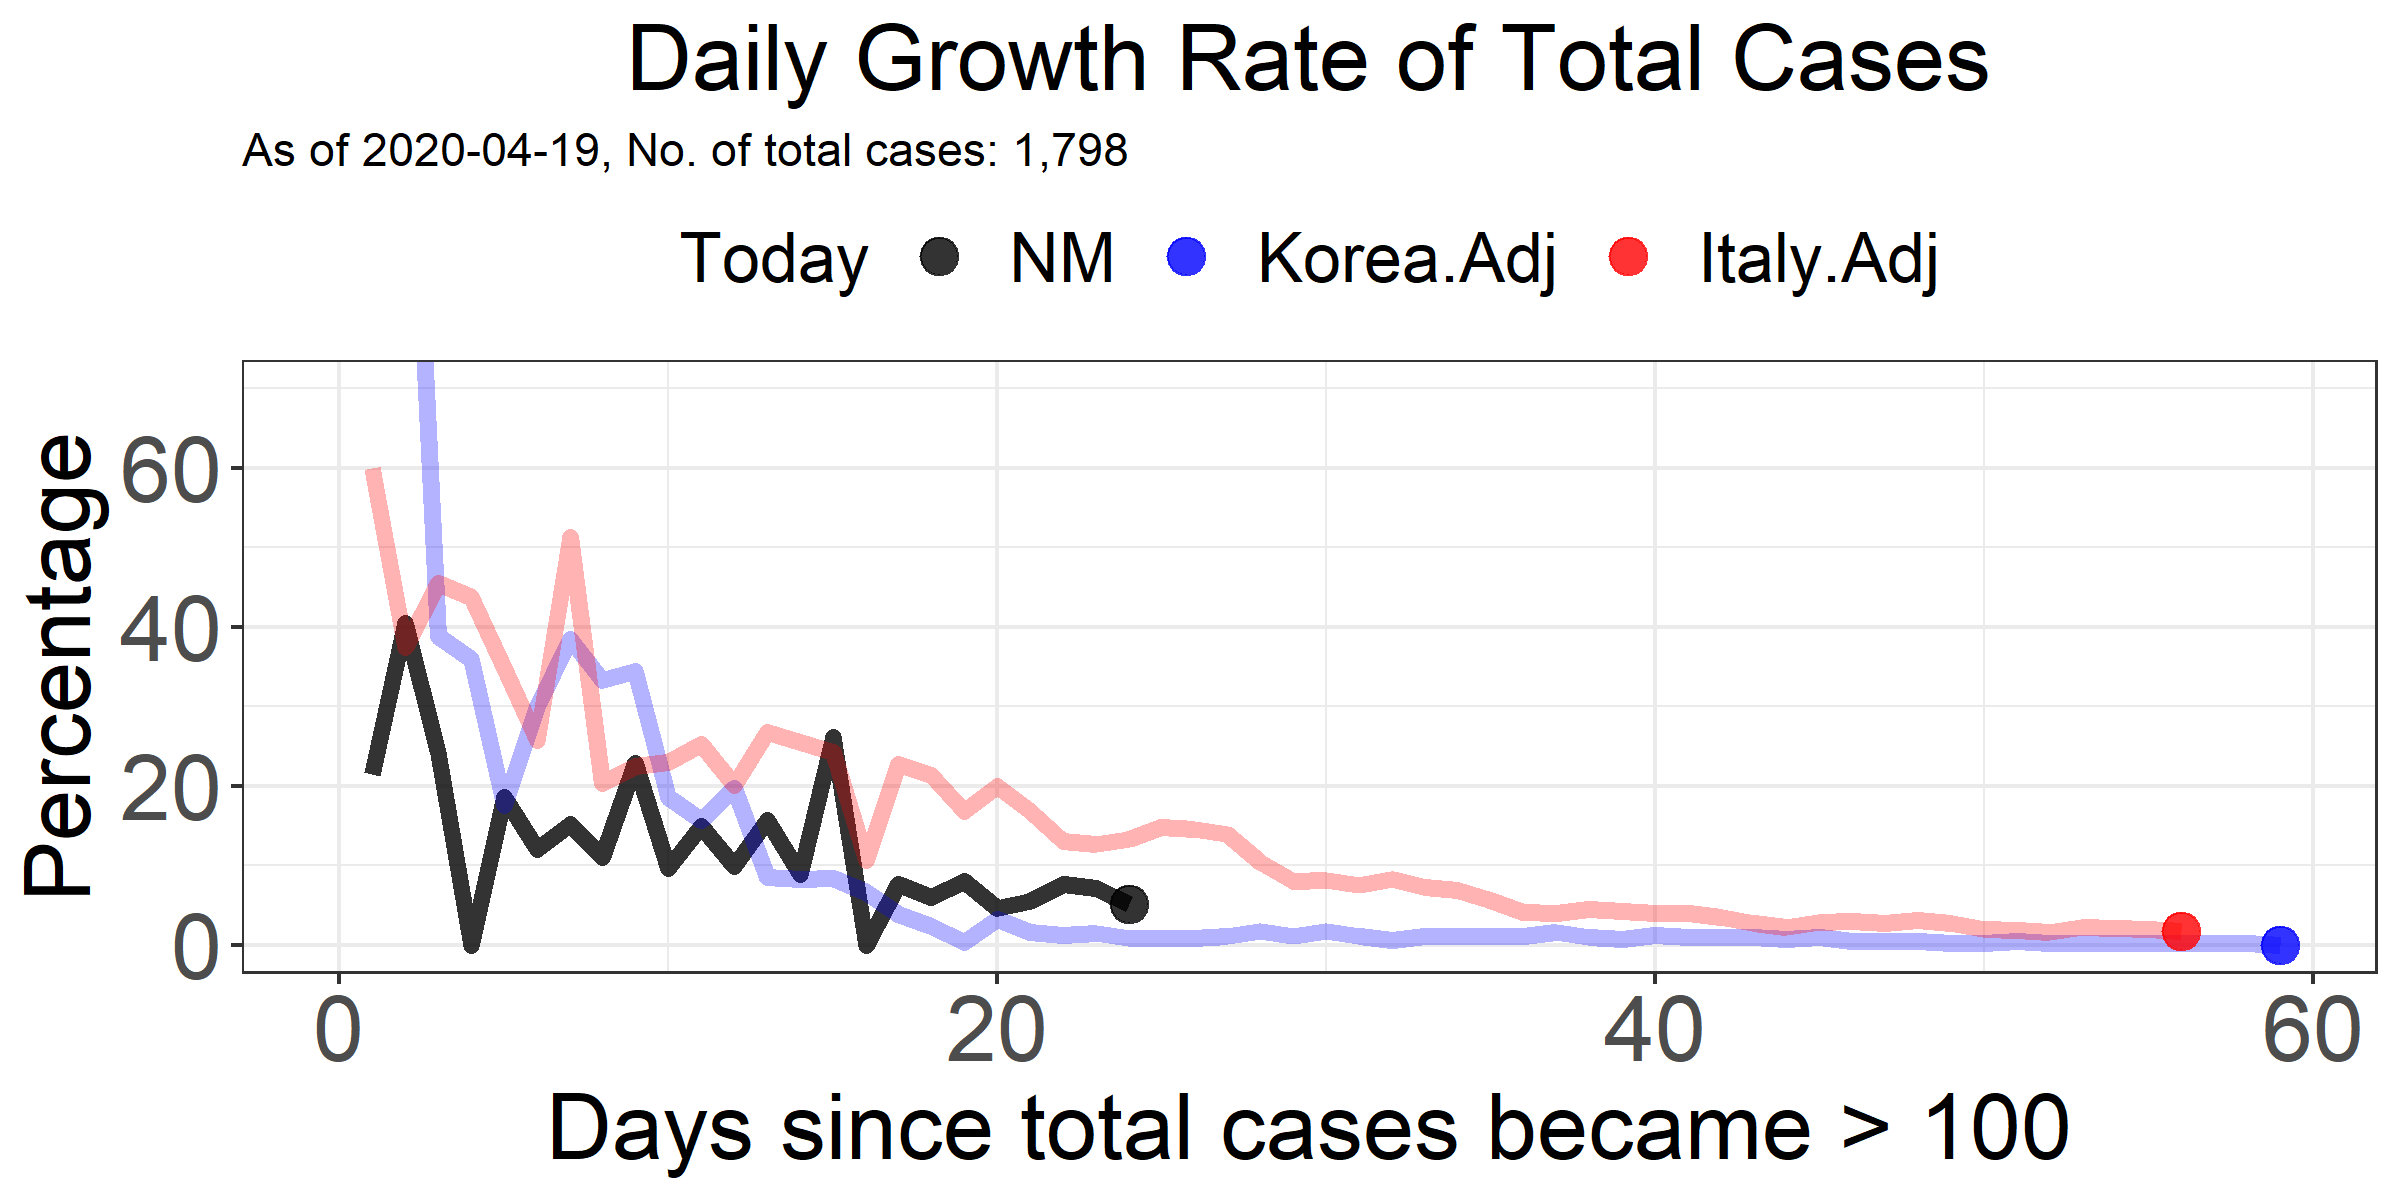 Daily Growth Rate of Total Cases
As of 2020-04-19, No. of total cases: 1,798
Today NM Korea.Adj Italy.Adj
Percentage
60
40
20
0
0 20 40 60
Days since total cases became > 100